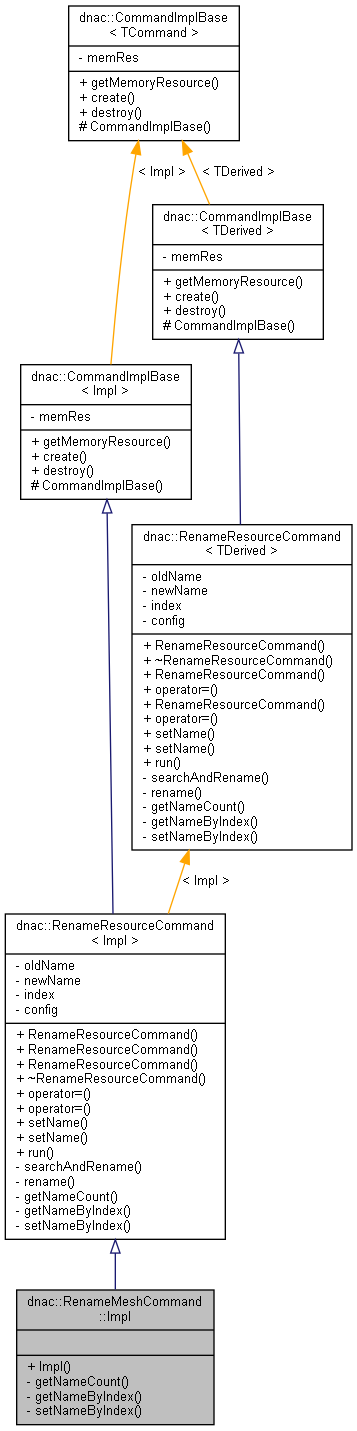 dnac::CommandImplBase
< TCommand >
- memRes
+ getMemoryResource()
+ create()
+ destroy()
# CommandImplBase()
< Impl >
< TDerived >
dnac::CommandImplBase
< TDerived >
- memRes
+ getMemoryResource()
+ create()
+ destroy()
# CommandImplBase()
dnac::CommandImplBase
< Impl >
- memRes
+ getMemoryResource()
+ create()
+ destroy()
# CommandImplBase()
dnac::RenameResourceCommand
< TDerived >
- oldName
- newName
- index
- config
+ RenameResourceCommand()
+ ~RenameResourceCommand()
+ RenameResourceCommand()
+ operator=()
+ RenameResourceCommand()
+ operator=()
+ setName()
+ setName()
+ run()
- searchAndRename()
- rename()
- getNameCount()
- getNameByIndex()
- setNameByIndex()
< Impl >
dnac::RenameResourceCommand
< Impl >
- oldName
- newName
- index
- config
+ RenameResourceCommand()
+ RenameResourceCommand()
+ RenameResourceCommand()
+ ~RenameResourceCommand()
+ operator=()
+ operator=()
+ setName()
+ setName()
+ run()
- searchAndRename()
- rename()
- getNameCount()
- getNameByIndex()
- setNameByIndex()
dnac::RenameMeshCommand
::Impl
+ Impl()
- getNameCount()
- getNameByIndex()
- setNameByIndex()